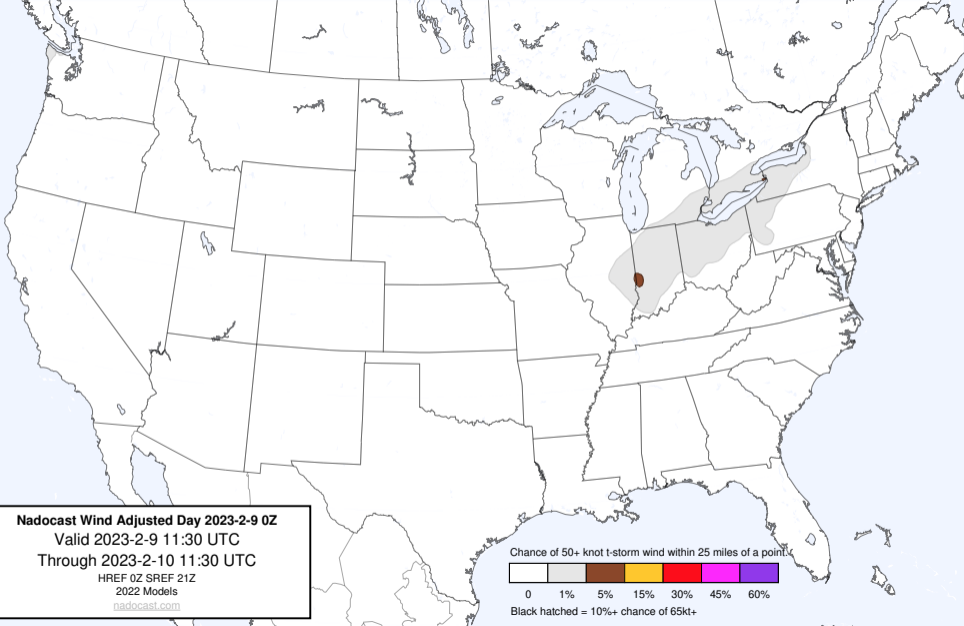 Nadocast Wind Adjusted Day 2023-2-9 0Z
Valid 2023-2-9 11:30 UTC
Through 2023-2-10 11:30 UTC
HREF 0Z SREF 21Z
2022 Models
nadocast.com
Chance of 50+ knot t-storm wind within 25 miles of a point.
0 1% 5% 15% 30% 45% 60%
Black hatched = 10%+ chance of 65kt+